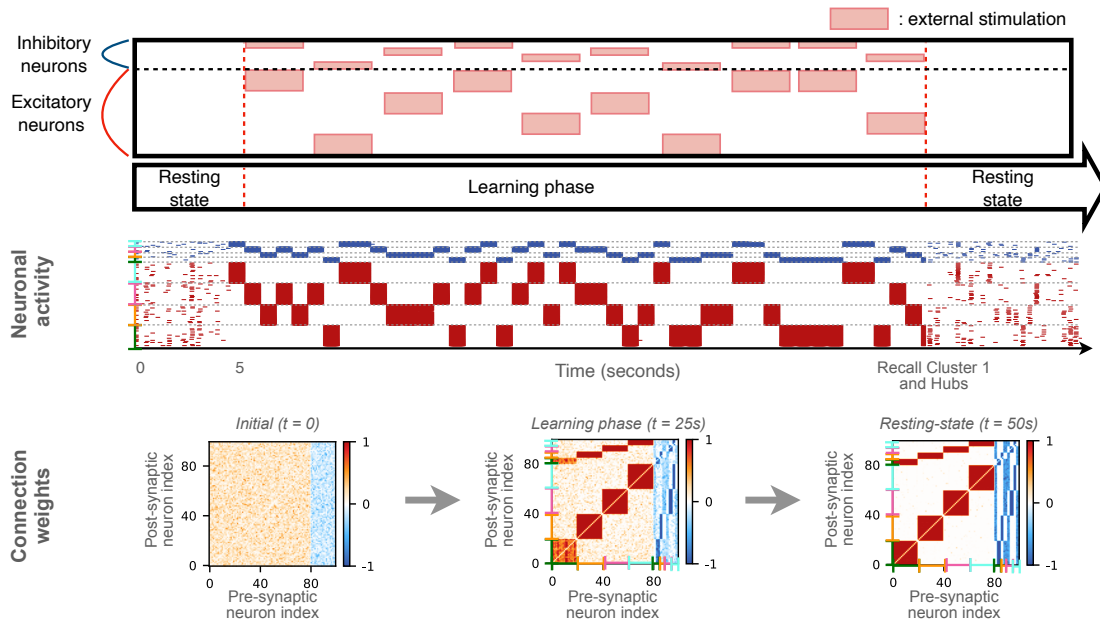 : external stimulation
Inhibitory
neurons
Excitatory
neurons
Resting
state
Learning phase
Resting
state
Neuronal
activity
0
5
Time (seconds)
Recall Cluster 1
and Hubs
Connection
weights
Initial (t = 0)
Post-synaptic
neuron index
80
40
0
0
40
80
Pre-synaptic
neuron index
1
0
-1
Learning phase (t = 25s)
Post-synaptic
neuron index
80
40
0
0
40
80
Pre-synaptic
neuron index
1
0
-1
Resting-state (t = 50s)
Post-synaptic
neuron index
80
40
0
0
40
80
Pre-synaptic
neuron index
1
0
-1